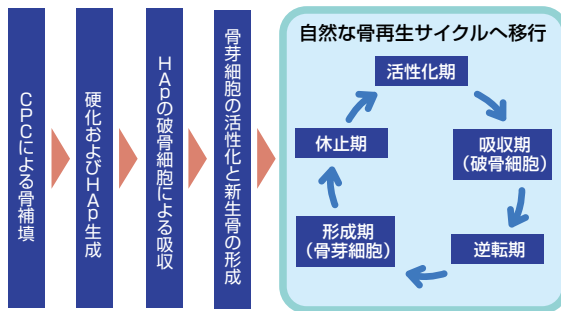 CPCによる骨補填
硬化およびHAp生成
HApの破骨細胞による吸収
骨芽細胞の活性化と新生骨の形成
自然な骨再生サイクルへ移行
活性化期
吸収期
（破骨細胞）
逆転期
形成期
（骨芽細胞）
休止期